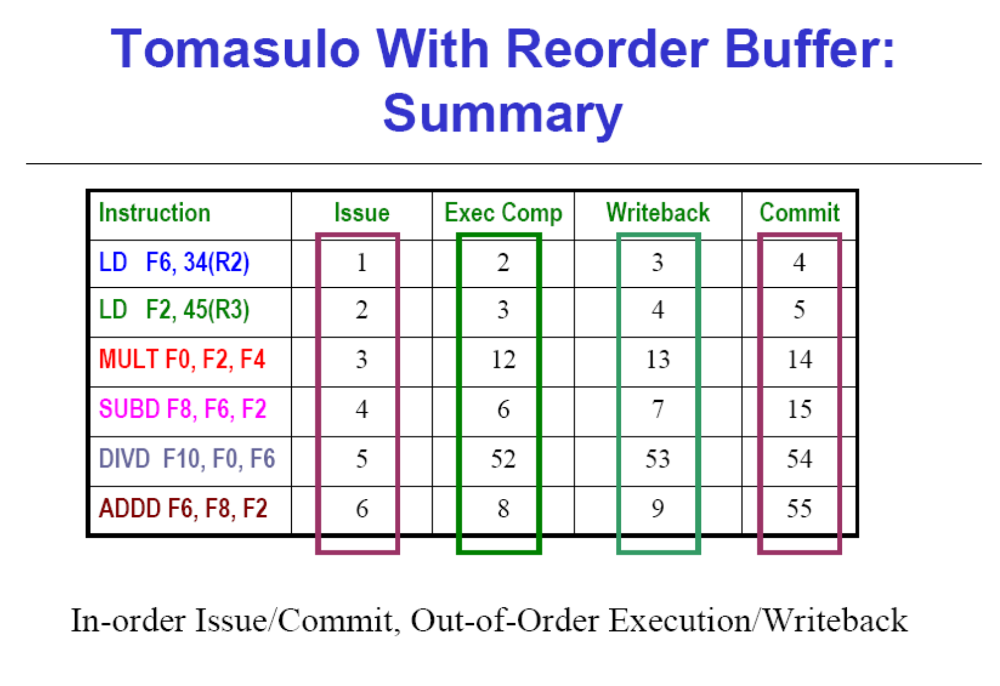 Tomasulo With Reorder Buffer:
Summary
Instruction Issue Exec Comp Writeback Commit
LD F6, 34(R2) 1 2 3 4
LD F2, 45(R3) 2 3 4 5
MULT F0, F2, F4 3 12 13 14
SUBD F8, F6, F2 4 6 7 15
DIVD F10, F0, F6 5 52 53 54
ADDD F6, F8, F2 6 8 9 55
In-order Issue/Commit, Out-of-Order Execution/Writeback